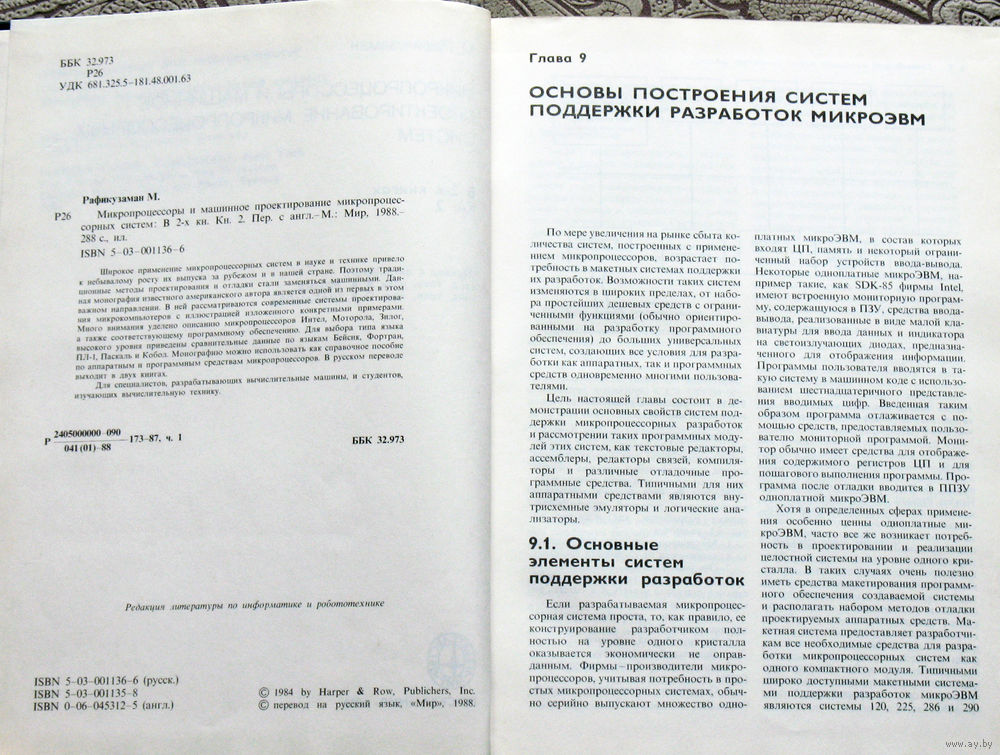 ББК 32.973
Р26
УДК 681.325.5-181.48.001.63
Рафикузаман М.
Р26 Микропроцессоры и машинное проектирование микропроцес-
сорных систем: В 2-х кн. Кн. 2. Пер. с англ.–М.: Мир, 1988.–
288 с., ил.
ISBN 5-03-001136-6
Широкое применение микропроцессорных систем в науке и технике привело
к небывалому росту их выпуска за рубежом и в нашей стране. Поэтому тради-
ционные методы проектирования и отладки стали заменяться машинными. Дан-
ная монография известного американского автора является одной из первых в этом
важном направлении. В ней рассматриваются современные системы проектирова-
ния микрокомпьютеров с иллюстрацией изложенного конкретными примерами.
Много внимания уделено описанию микропроцессоров Интел, Моторола, Зилог,
а также соответствующему программному обеспечению. Для выбора типа языка
высокого уровня приведены сравнительные данные по языкам Бейсик, Фортран,
ПЛ-1, Паскаль и Кобол. Монографию можно использовать как справочное пособие
по аппаратным и программным средствам микропроцессоров. В русском переводе
выходит в двух книгах.
Для специалистов, разрабатывающих вычислительные машины, и студентов,
изучающих вычислительную технику.
Р 2405000000-090
041 (01)-88
173-87, ч. 1 ББК 32.973
Редакция литературы по информатике и робототехнике
ISBN 5-03-001136-6 (русск.)
ISBN 5-03-001135-8
ISBN 0-06-045312-5 (англ.)
© 1984 by Harper & Row, Publishers, Inc.
© перевод на русский язык, «Мир», 1988.
Глава 9
ОСНОВЫ ПОСТРОЕНИЯ СИСТЕМ
ПОДДЕРЖКИ РАЗРАБОТОК МИКРОЭВМ
По мере увеличения на рынке сбыта ко-
личества систем, построенных с примене-
нием микропроцессоров, возрастает по-
требность в макетных системах поддержки
их разработок. Возможности таких систем
изменяются в широких пределах, от набо-
ра простейших дешевых средств с ограни-
ченными функциями (обычно ориентиро-
ванными на разработку программного
обеспечения) до больших универсальных
систем, создающих все условия для разра-
ботки как аппаратных, так и программных
средств одновременно многими пользова-
телями.
Цель настоящей главы состоит в де-
монстрации основных свойств систем под-
держки микропроцессорных разработок
и рассмотрении таких программных моду-
лей этих систем, как текстовые редакторы,
ассемблеры, редакторы связей, компиля-
торы и различные отладочные про-
граммные средства. Типичными для них
аппаратными средствами являются вну-
трисхемные эмуляторы и логические ана-
лизаторы.
9.1. Основные
элементы систем
поддержки разработок
Если разрабатываемая микропроцес-
сорная система проста, то, как правило, ее
конструирование разработчиком пол-
ностью на уровне одного кристалла
оказывается экономически не оправ-
данным. Фирмы–производители микро-
процессоров, учитывая потребность в про-
стых микропроцессорных системах, обыч-
но серийно выпускают множество одно-
платных микроЭВМ, в состав которых
входят ЦП, память и некоторый ограни-
ченный набор устройств ввода-вывода.
Некоторые одноплатные микроЭВМ, на-
пример такие, как SDK-85 фирмы Intel,
имеют встроенную мониторную програм-
му, содержащуюся в ПЗУ, средства ввода-
вывода, реализованные в виде малой кла-
виатуры для ввода данных и индикатора
на светоизлучающих диодах, предназна-
ченного для отображения информации.
Программы пользователя вводятся в та-
кую систему в машинном коде с использо-
ванием шестнадцатеричного представле-
ния вводимых цифр. Введенная таким
образом программа отлаживается с по-
мощью средств, предоставляемых пользо-
вателю мониторной программой. Мони-
тор обычно имеет средства для отображе-
ния содержимого регистров ЦП и для
пошагового выполнения программы. Про-
грамма после отладки вводится в ППЗУ
одноплатной микроЭВМ.
Хотя в определенных сферах примене-
ния особенно ценны одноплатные ми-
кроЭВМ, часто все же возникает потреб-
ность в проектировании и реализации
целостной системы на уровне одного кри-
сталла. В таких случаях очень полезно
иметь средства макетирования программ-
ного обеспечения создаваемой системы
и располагать набором методов отладки
проектируемых аппаратных средств. Ма-
кетная система предоставляет разработчи-
кам все необходимые средства для разра-
ботки микропроцессорных систем как
одного компактного модуля. Типичными
широко доступными макетными система-
ми поддержки разработок микроЭВМ
являются системы 120, 225, 286 и 290
www.ay.by